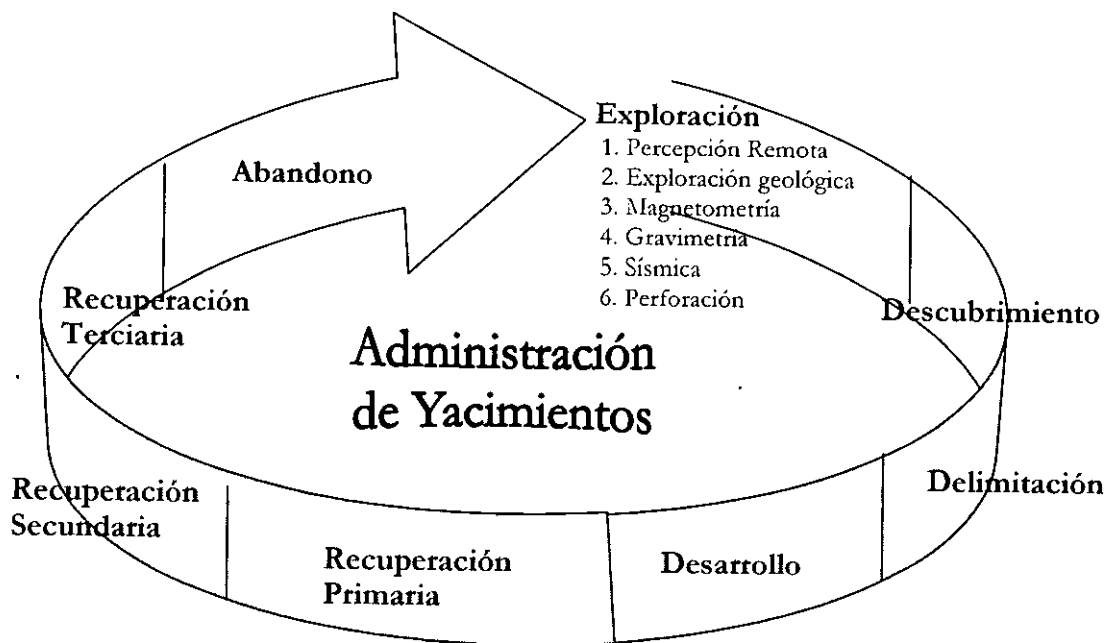 Exploración
1. Percepción Remota
2. Exploración geológica
3. Magnetometría
4. Gravimetria
5. Sísmica
6. Perforación
Abandono
Descubrimiento
Recuperación
Terciaria
Administración
de Yacimientos
Delimitación
Recuperación
Secundaria
Recuperación
Primaria
Desarrollo